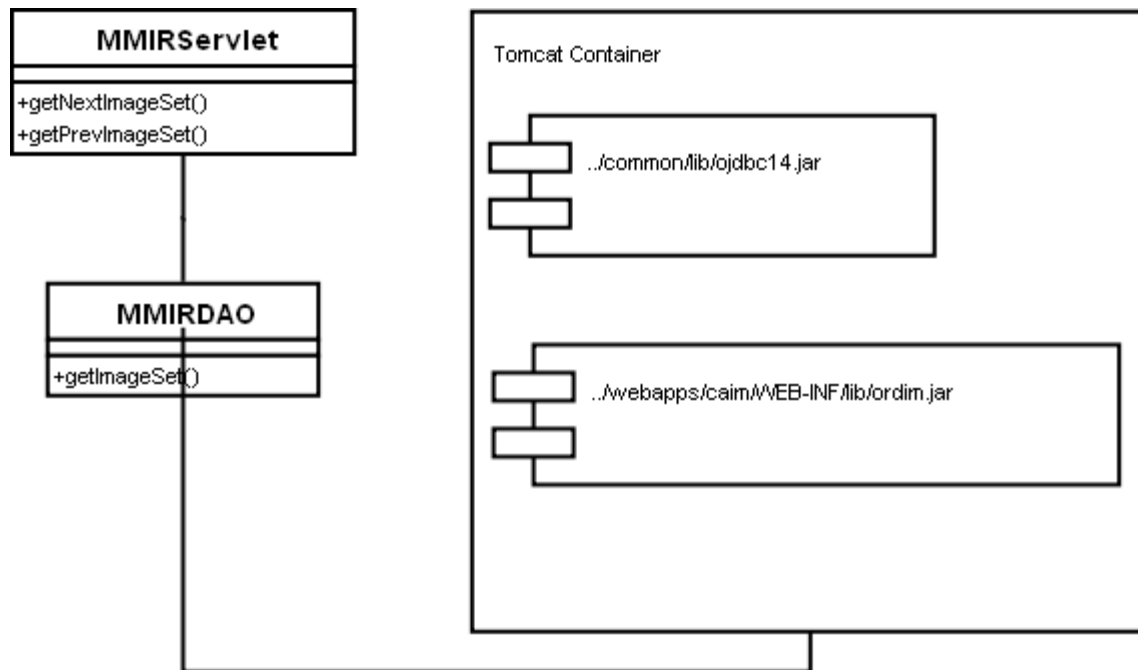 MMIRServlet
+getNextImageSet()
+getPrevImageSet()
MMIRDAO
+getImageSet()
Tomcat Container
../common/lib/ojdbc14.jar
../webapps/caim/WEB-INF/lib/ordim.jar